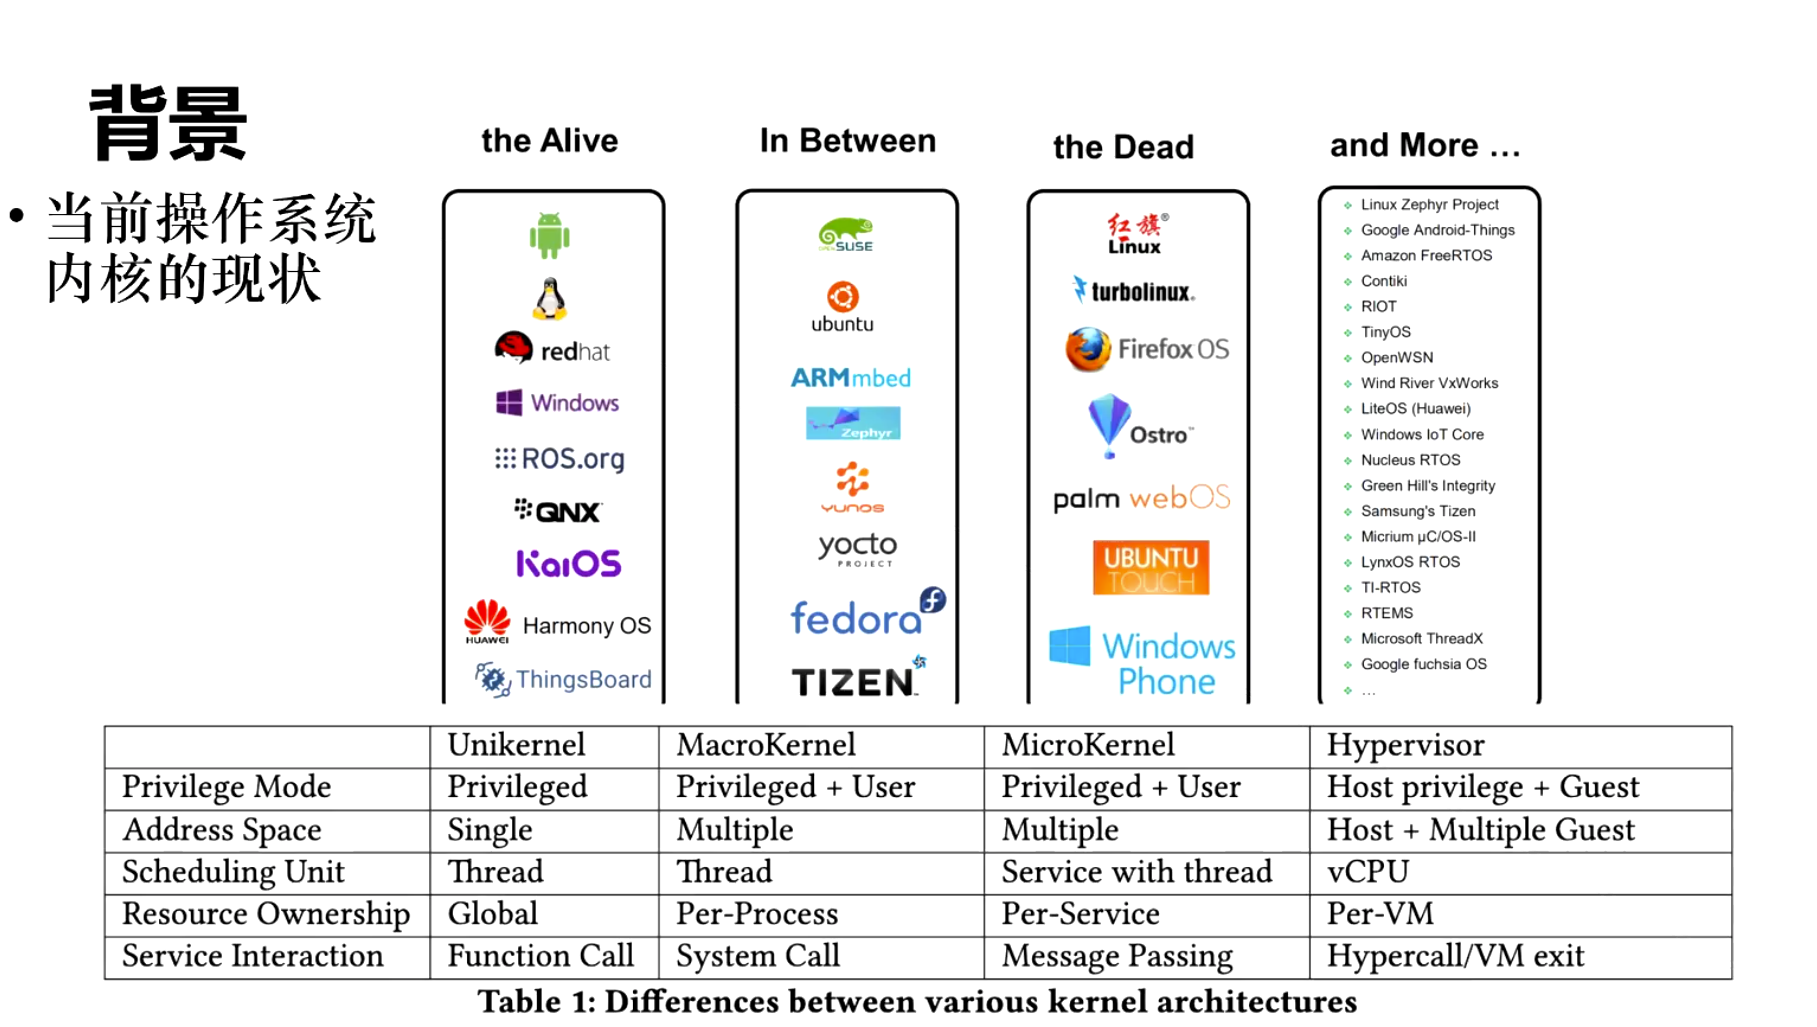 背景
• 当前操作系统
内核的现状
the Alive
redhat
Windows
ROS.org
QNX
KaiOS
HUAWEI
Harmony OS
ThingsBoard
In Between
SUSE
ubuntu
ARMmbed
Zephyr
YUNOS
yocto
PROJECT
fedora
TIZEN™
the Dead
红旗®
Linux
turbolinux.
Firefox OS
Ostro™
palm webOS
UBUNTU
TOUCH
Windows
Phone
and More ...
Linux Zephyr Project
Google Android-Things
Amazon FreeRTOS
Contiki
RIOT
TinyOS
OpenWSN
Wind River VxWorks
LiteOS (Huawei)
Windows IoT Core
Nucleus RTOS
Green Hill's Integrity
Samsung's Tizen
Micrium µC/OS-II
LynxOS RTOS
TI-RTOS
RTEMS
Microsoft ThreadX
Google fuchsia OS
...
Unikernel MacroKernel MicroKernel Hypervisor
Privilege Mode Privileged Privileged + User Privileged + User Host privilege + Guest
Address Space Single Multiple Multiple Host + Multiple Guest
Scheduling Unit Thread Thread Service with thread vCPU
Resource Ownership Global Per-Process Per-Service Per-VM
Service Interaction Function Call System Call Message Passing Hypercall/VM exit
Table 1: Differences between various kernel architectures